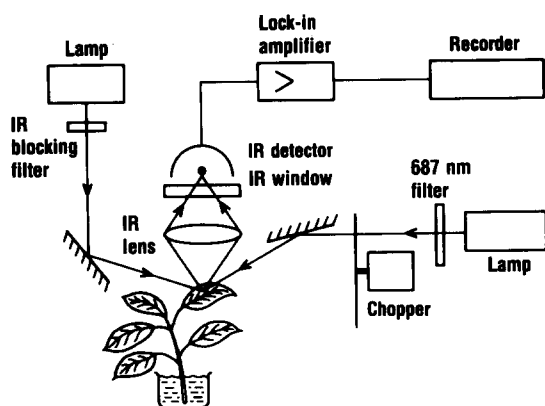 Lamp
Lock-in
amplifier
Recorder
IR
blocking
filter
IR detector
IR window
687 nm
filter
IR
lens
Lamp
Chopper